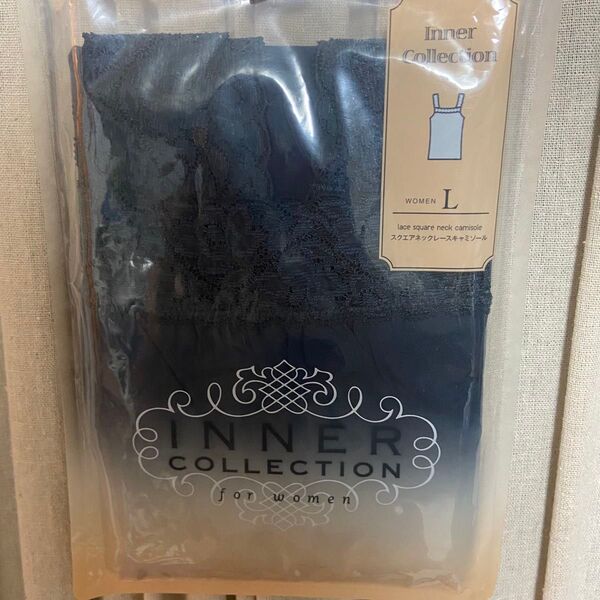 Inner
Collection
WOMEN L
lace square neck camisole
スクエアネックレースキャミソール
INNER
COLLECTION
for women